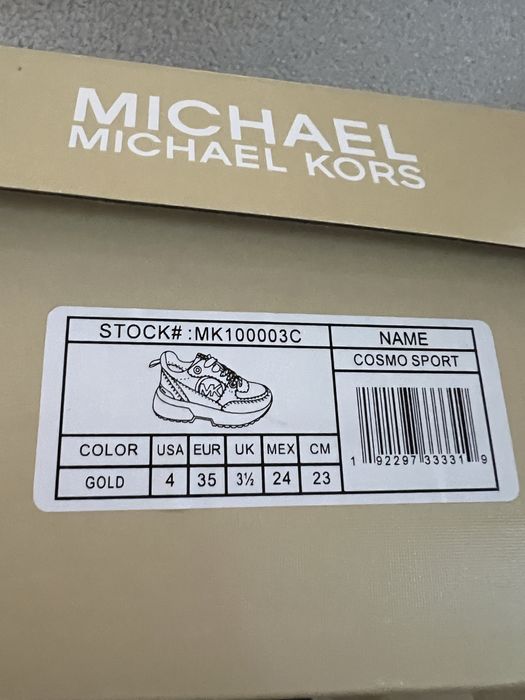 MICHAEL
MICHAEL KORS
STOCK# :MK100003C
NAME
COSMO SPORT
MK
COLOR USA EUR UK MEX CM
GOLD 4 35 3½ 24 23
1 92297 33331 9